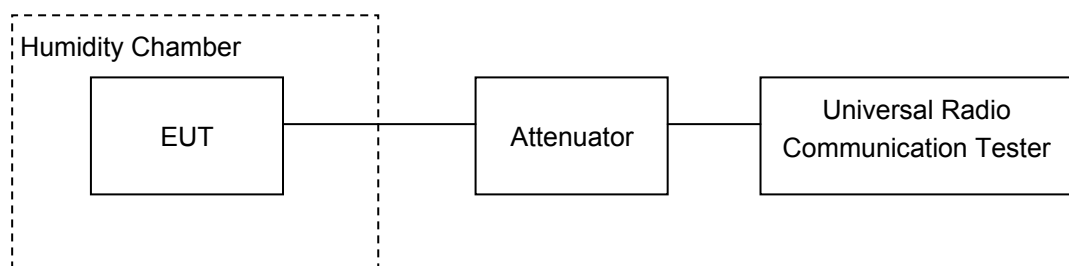 Humidity Chamber
EUT
Attenuator
Universal Radio
Communication Tester